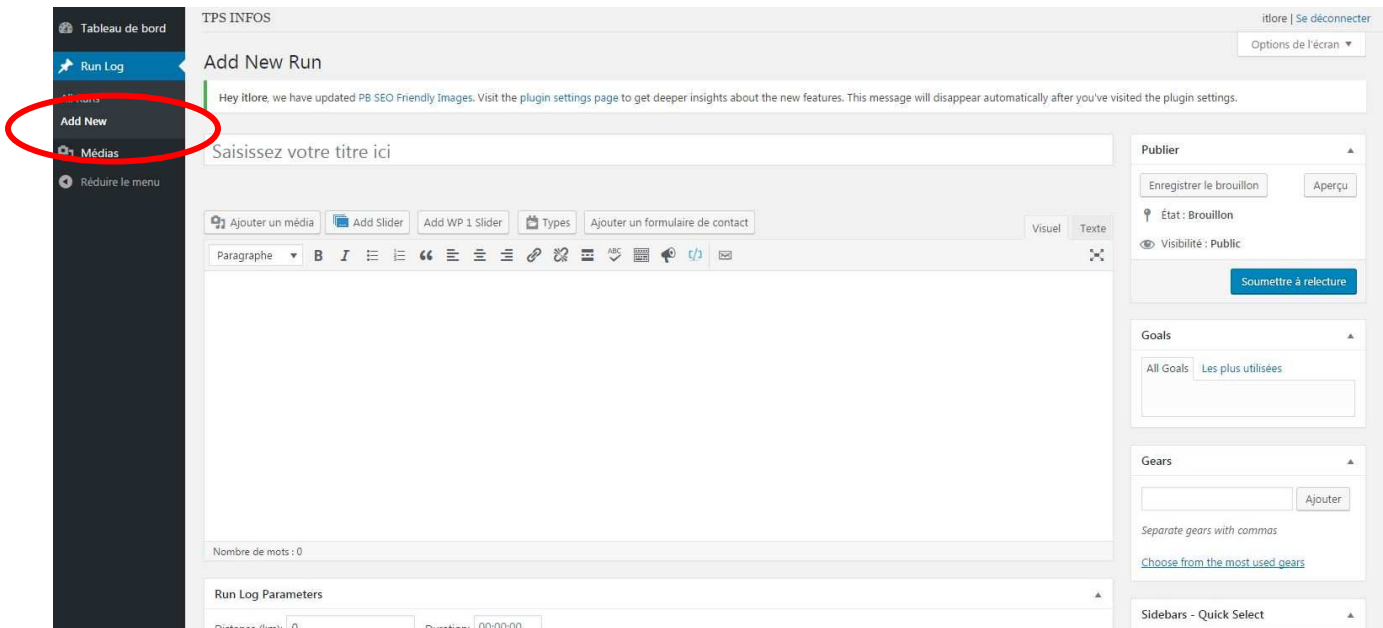 Tableau de bord
Run Log
All Runs
Add New
Médias
Réduire le menu
TPS INFOS
itlore | Se déconnecter
Options de l'écran ▼
Add New Run
Hey itlore, we have updated PB SEO Friendly Images. Visit the plugin settings page to get deeper insights about the new features. This message will disappear automatically after you've visited the plugin settings.
Saisissez votre titre ici
Ajouter un média Add Slider Add WP 1 Slider Types Ajouter un formulaire de contact
Visuel Texte
Paragraphe ▼ B I ABC
Nombre de mots : 0
Run Log Parameters
Distance (km): 0 Duration: 00:00:00
Publier
Enregistrer le brouillon Aperçu
État : Brouillon
Visibilité : Public
Soumettre à relecture
Goals
All Goals Les plus utilisées
Gears
Ajouter
Separate gears with commas
Choose from the most used gears
Sidebars - Quick Select